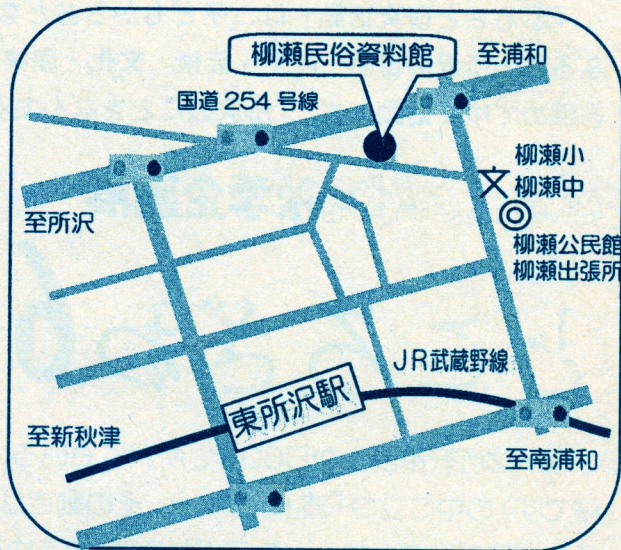 柳瀬民俗資料館
至浦和
国道254号線
柳瀬小
柳瀬中
至所沢
柳瀬公民館
柳瀬出張所
JR武蔵野線
東所沢駅
至新秋津
至南浦和